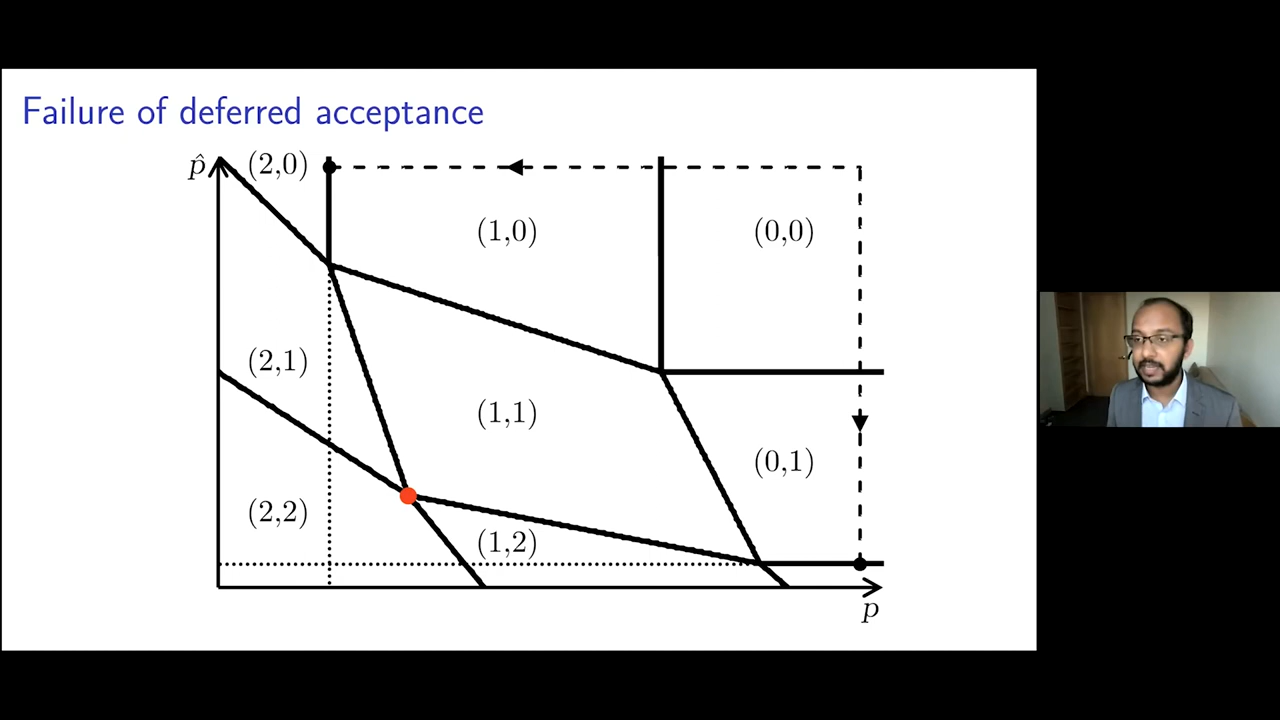 Failure of deferred acceptance
p̂
(2,0)
(1,0)
(0,0)
(2,1)
(1,1)
(0,1)
(2,2)
(1,2)
p